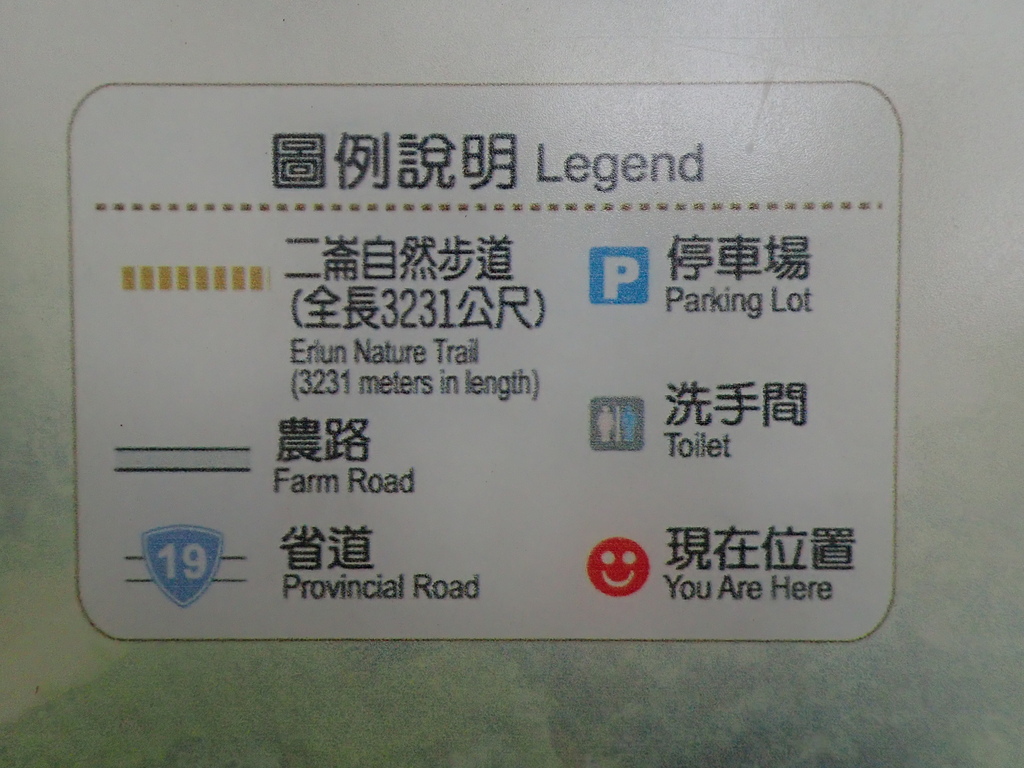 圖例說明 Legend
二崙自然步道
(全長3231公尺)
Erlun Nature Trail
(3231 meters in length)
農路
Farm Road
19
省道
Provincial Road
P
停車場
Parking Lot
洗手間
Toilet
現在位置
You Are Here